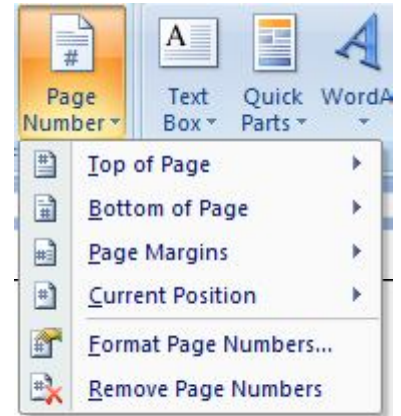 #
A
A
Page
Number
Text
Box
Quick
Parts
WordA
Top of Page
Bottom of Page
Page Margins
Current Position
Format Page Numbers...
Remove Page Numbers